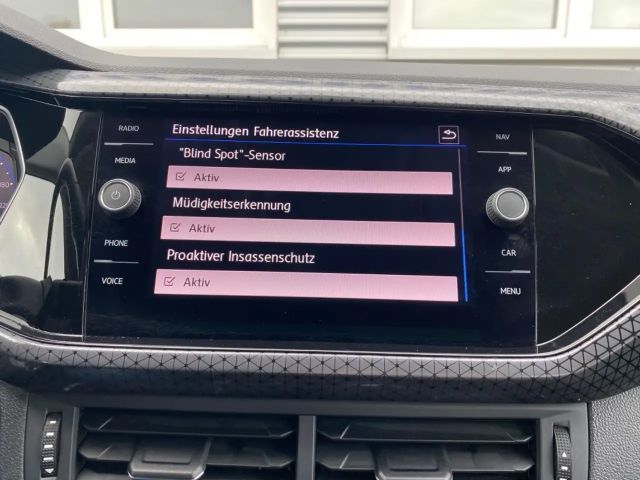 RADIO
MEDIA
PHONE
VOICE
Einstellungen Fahrerassistenz
"Blind Spot"-Sensor
Aktiv
Müdigkeitserkennung
Aktiv
Proaktiver Insassenschutz
Aktiv
NAV
APP
CAR
MENU